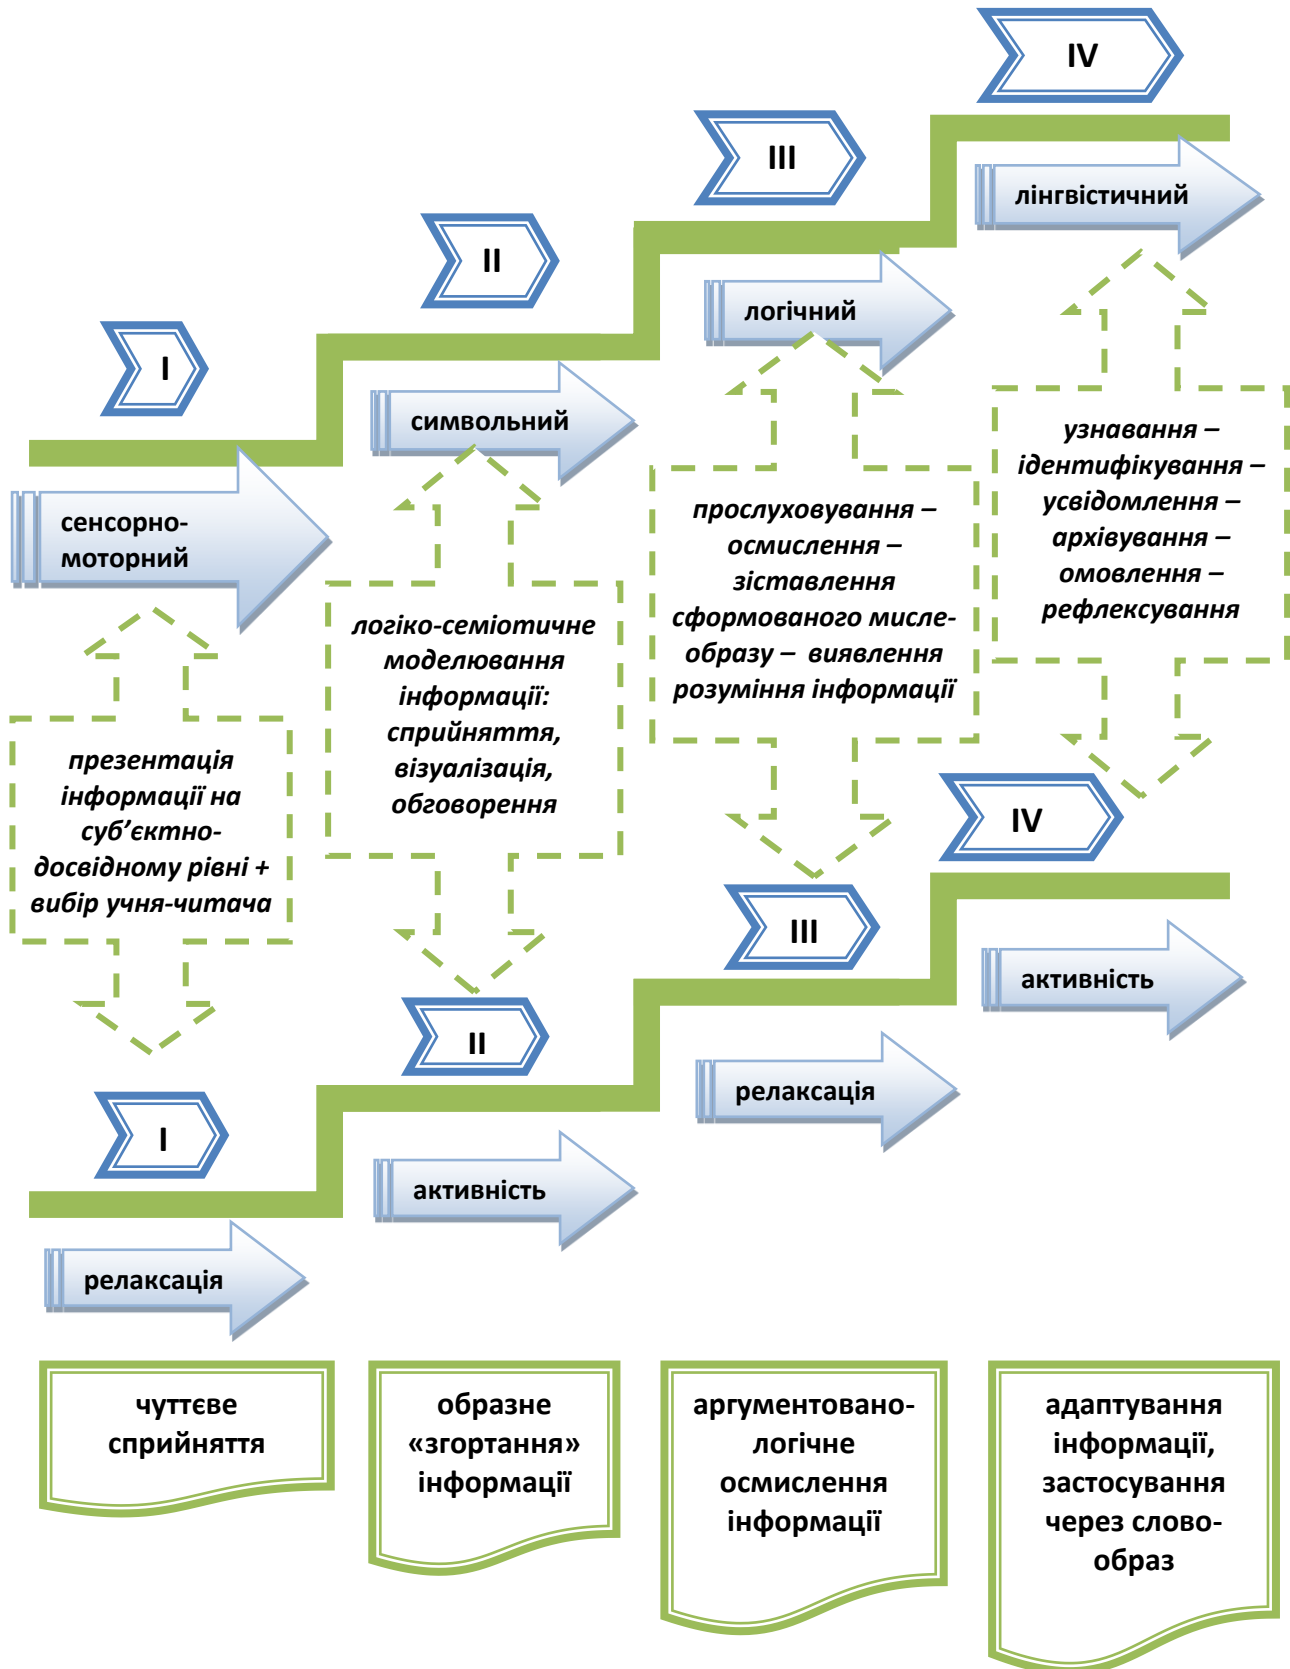 IV
III
лінгвістичний
II
логічний
I
символьний
сенсорно-
моторний
узнавання –
ідентифікування –
усвідомлення –
архівування –
омовлення –
рефлексування
прослуховування –
осмислення –
зіставлення
сформованого мисле-
образу – виявлення
розуміння інформації
логіко-семіотичне
моделювання
інформації:
сприйняття,
візуалізація,
обговорення
презентація
інформації на
суб’єктно-
досвідному рівні +
вибір учня-читача
IV
III
активність
II
релаксація
I
активність
релаксація
чуттєве
сприйняття
образне
«згортання»
інформації
аргументовано-
логічне
осмислення
інформації
адаптування
інформації,
застосування
через слово-
образ